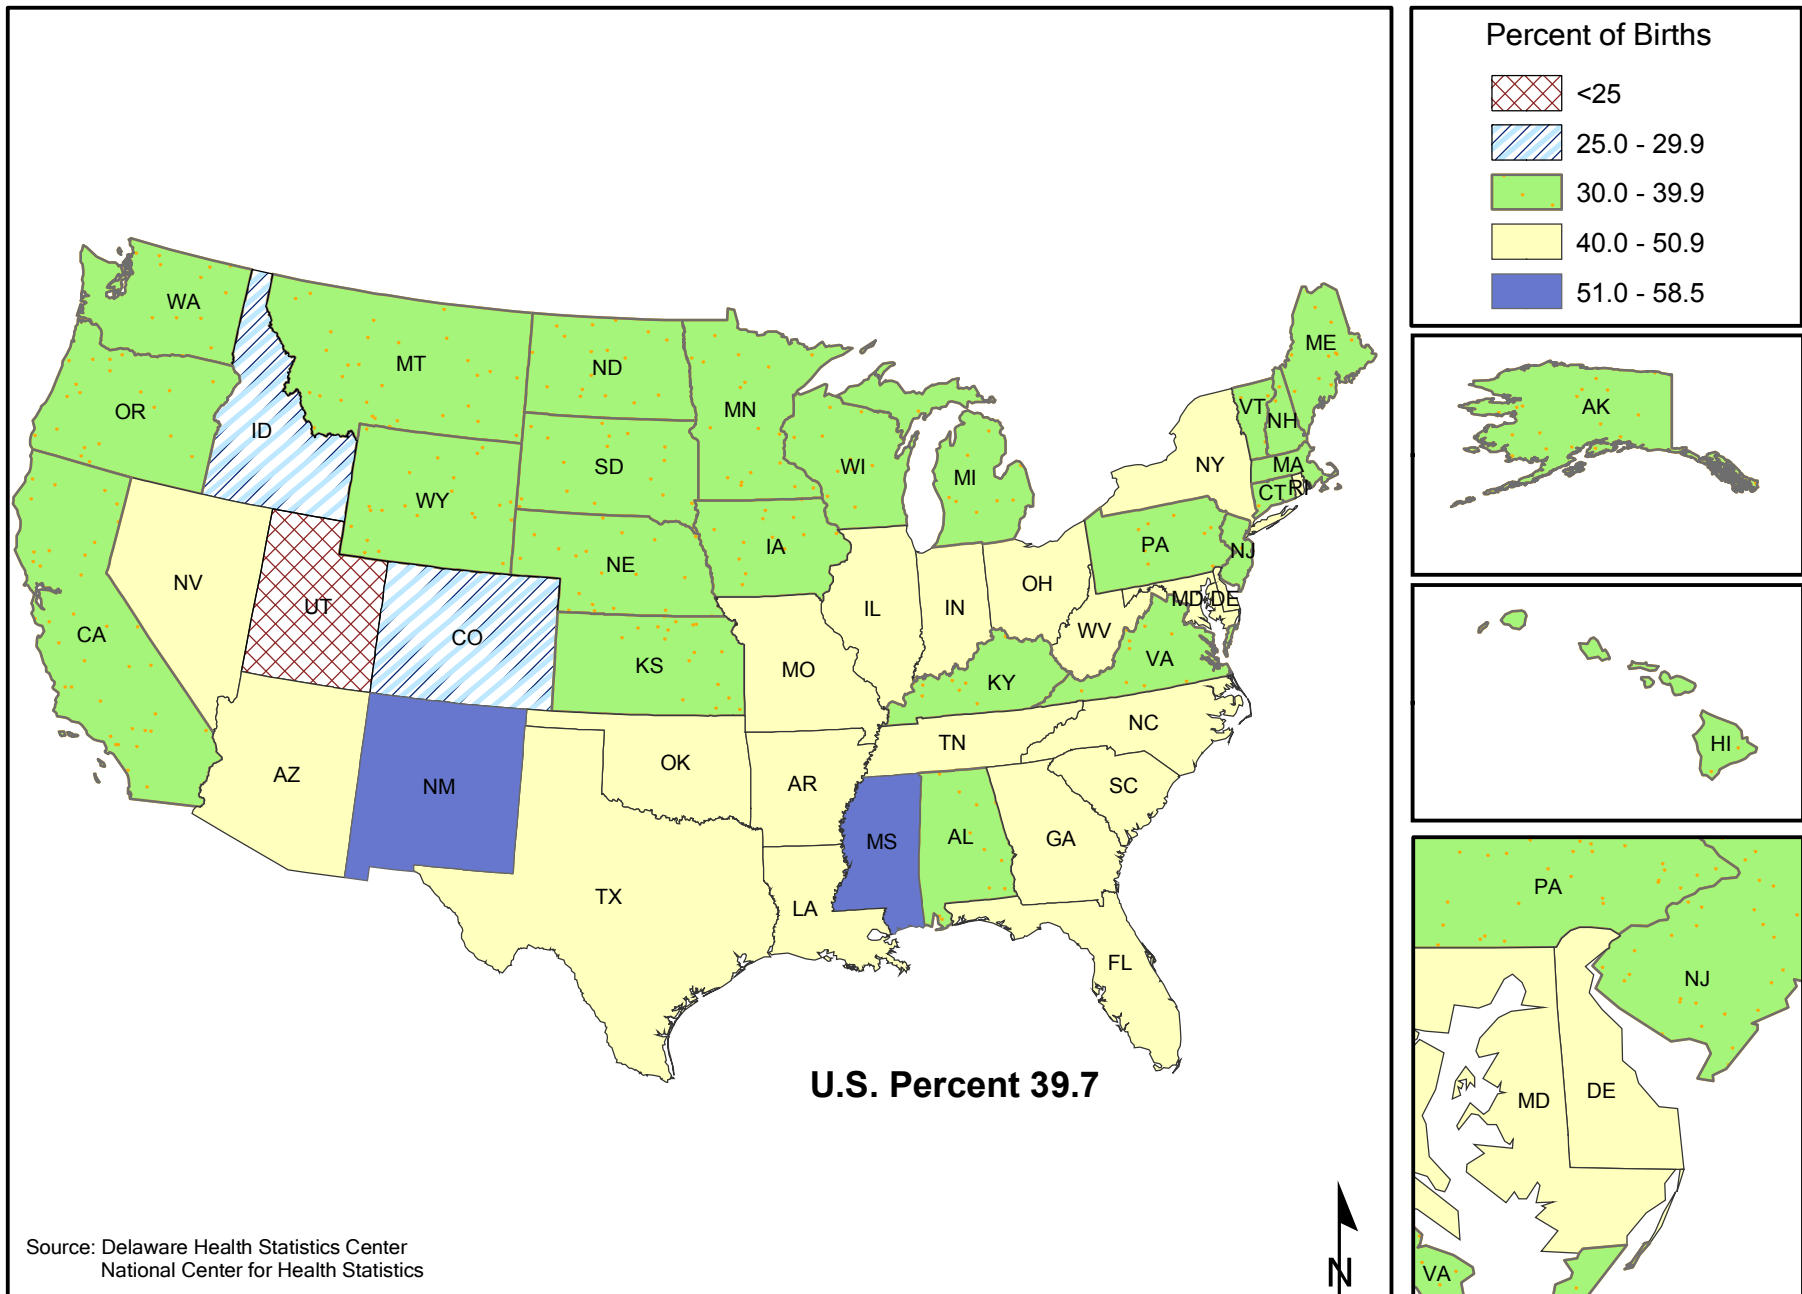 Percent of Births
<25
25.0 - 29.9
30.0 - 39.9
40.0 - 50.9
51.0 - 58.5
WA
MT
ND
MN
ME
OR
ID
SD
WI
MI
VT
NH
NY
MA
CT
RI
WY
NE
IA
PA
NJ
NV
UT
CO
KS
MO
IL
IN
OH
WV
MD
DE
VA
KY
CA
AZ
NM
OK
AR
TN
NC
SC
TX
LA
MS
AL
GA
FL
U.S. Percent 39.7
AK
HI
PA
NJ
MD
DE
VA
Source: Delaware Health Statistics Center
National Center for Health Statistics
N